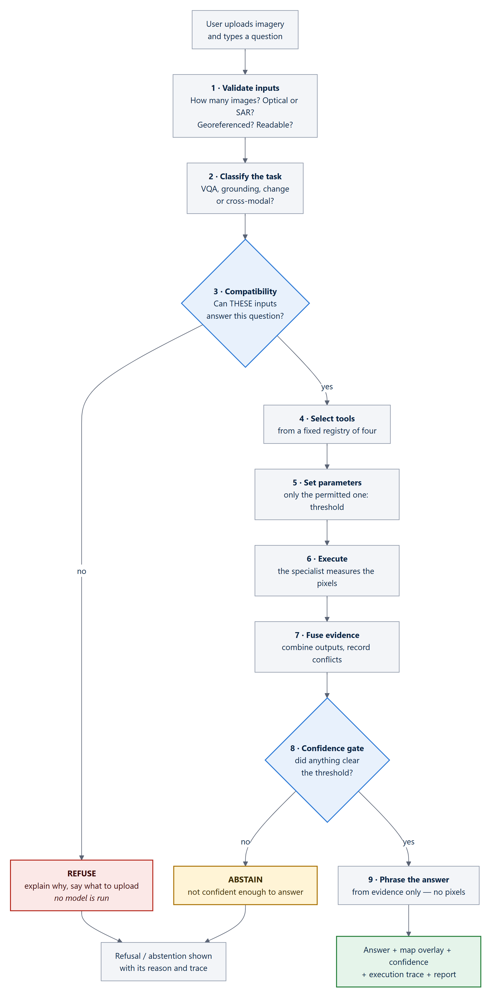 User uploads imagery
and types a question
1 · Validate inputs
How many images? Optical or
SAR?
Georeferenced? Readable?
2 · Classify the task
VQA, grounding, change
or cross-modal?
3 · Compatibility
Can THESE inputs
answer this question?
yes
4 · Select tools
from a fixed registry of four
5 · Set parameters
only the permitted one:
threshold
6 · Execute
the specialist measures the
pixels
no
7 · Fuse evidence
combine outputs, record
conflicts
8 · Confidence gate
did anything clear
the threshold?
no
yes
REFUSE
explain why, say what to upload
no model is run
ABSTAIN
not confident enough to answer
9 · Phrase the answer
from evidence only — no pixels
Refusal / abstention shown
with its reason and trace
Answer + map overlay +
confidence
+ execution trace + report